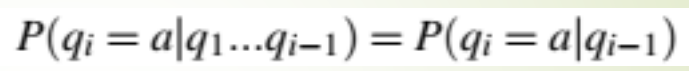 P(qᵢ = a|q₁...qᵢ₋₁) = P(qᵢ = a|qᵢ₋₁)